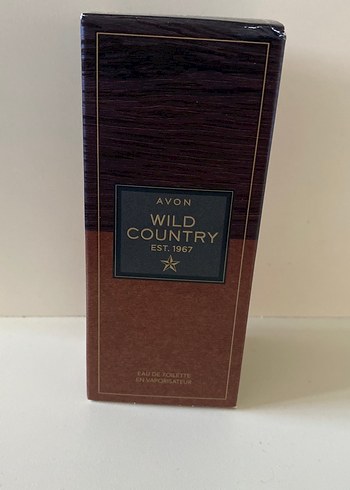 AVON
WILD
COUNTRY
EST. 1967
EAU DE TOILETTE
EN VAPORISATEUR